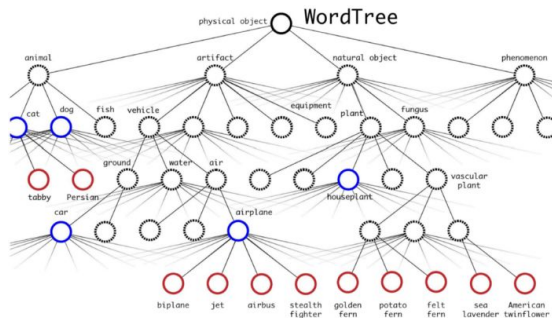 physical object
WordTree
animal
artifact
natural object
phenomenon
cat
dog
fish
vehicle
equipment
plant
fungus
ground
water
air
vascular
plant
tabby
Persian
houseplant
car
airplane
biplane
jet
airbus
stealth
fighter
golden
fern
potato
fern
felt
fern
sea
lavender
American
twinflower